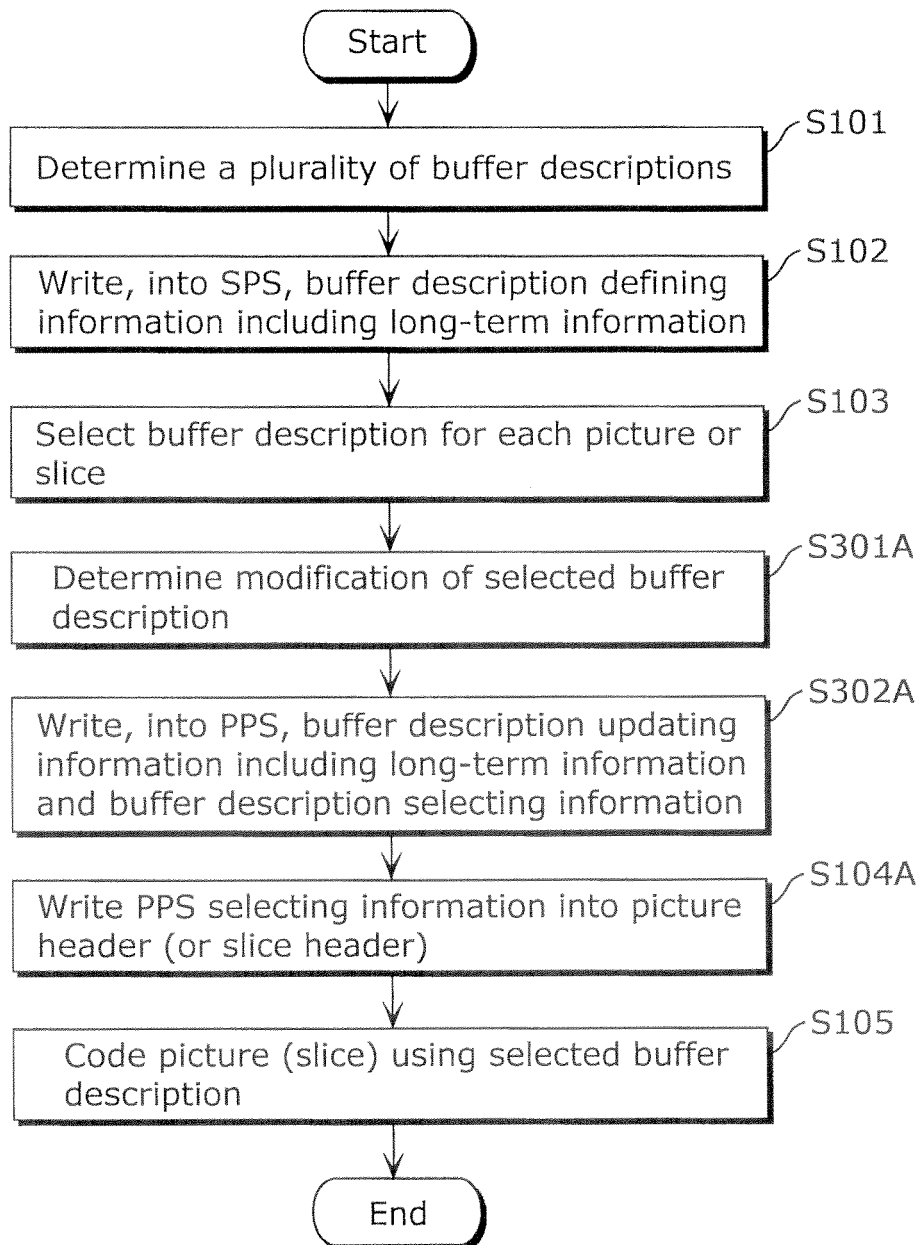 Start
S101
Determine a plurality of buffer descriptions
S102
Write, into SPS, buffer description defining
information including long-term information
S103
Select buffer description for each picture or
slice
S301A
Determine modification of selected buffer
description
S302A
Write, into PPS, buffer description updating
information including long-term information
and buffer description selecting information
S104A
Write PPS selecting information into picture
header (or slice header)
S105
Code picture (slice) using selected buffer
description
End